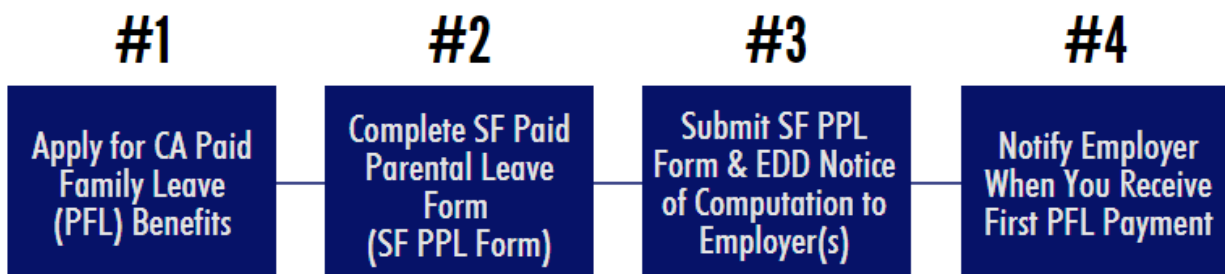 #1
Apply for CA Paid
Family Leave
(PFL) Benefits
#2
Complete SF Paid
Parental Leave
Form
(SF PPL Form)
#3
Submit SF PPL
Form & EDD Notice
of Computation to
Employer(s)
#4
Notify Employer
When You Receive
First PFL Payment